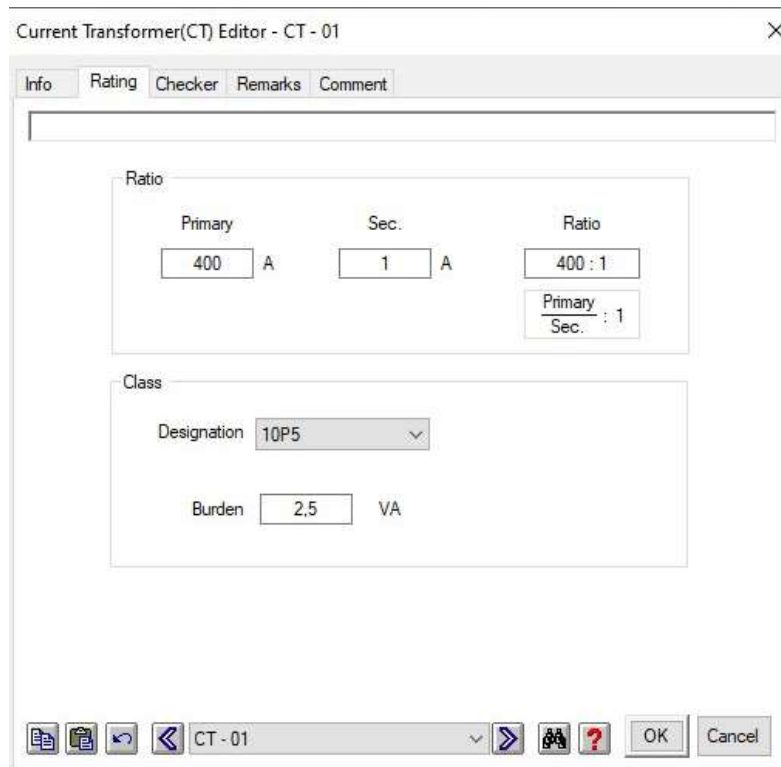 Current Transformer(CT) Editor - CT - 01
Info Rating Checker Remarks Comment
Ratio
Primary Sec. Ratio
400 A 1 A 400 : 1
Primary
Sec. : 1
Class
Designation 10P5
Burden 2,5 VA
CT - 01 ? OK Cancel